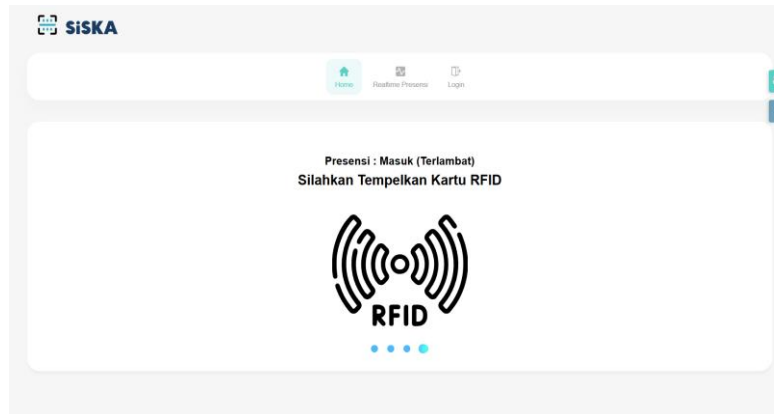 SiSKA
Home Realtime Presensi Login
Presensi : Masuk (Terlambat)
Silahkan Tempelkan Kartu RFID
RFID